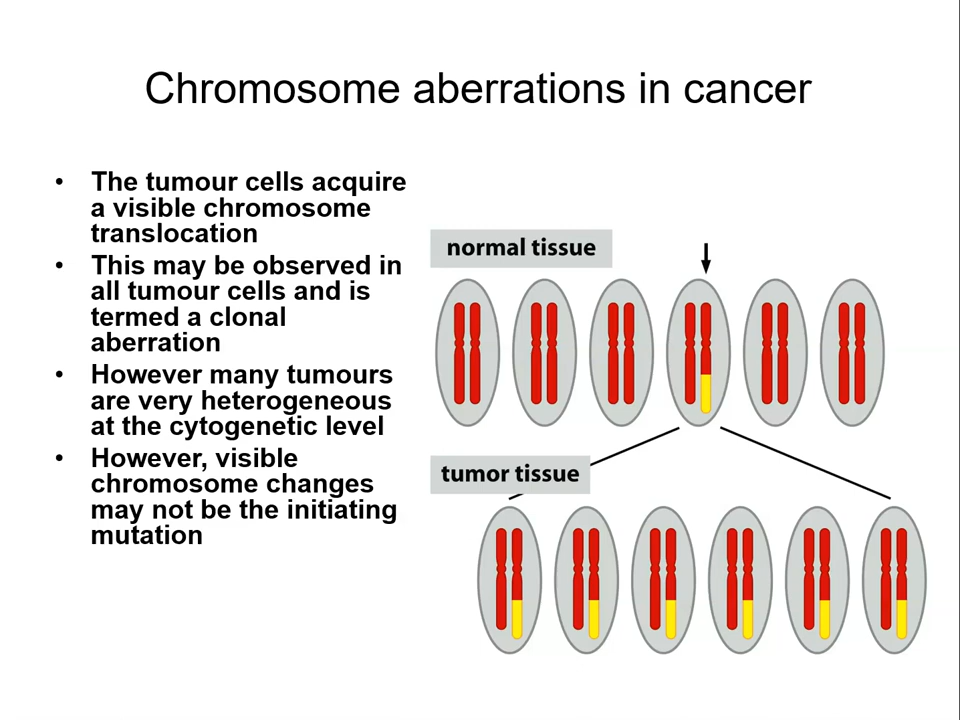 Chromosome aberrations in cancer
• The tumour cells acquire
a visible chromosome
translocation
• This may be observed in
all tumour cells and is
termed a clonal
aberration
• However many tumours
are very heterogeneous
at the cytogenetic level
• However, visible
chromosome changes
may not be the initiating
mutation
normal tissue
tumor tissue